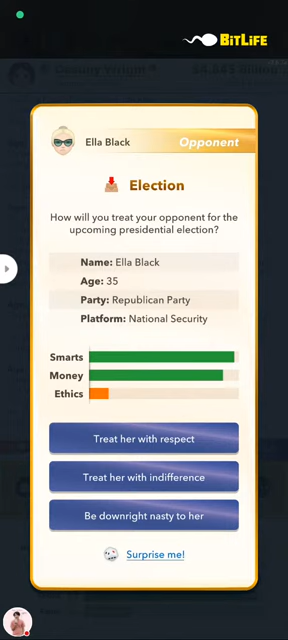 BitLife
Ella Black
Opponent
Election
How will you treat your opponent for the
upcoming presidential election?
Name: Ella Black
Age: 35
Party: Republican Party
Platform: National Security
Smarts
Money
Ethics
Treat her with respect
Treat her with indifference
Be downright nasty to her
Surprise me!